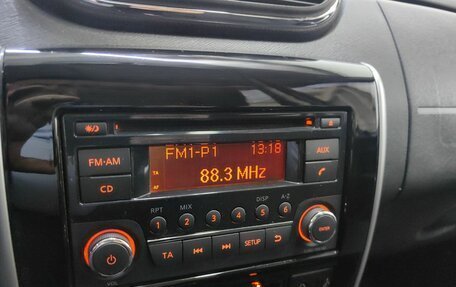 FM1-P1 13:18
TA
AF
88.3 MHz
FM·AM
CD
AUX
RPT MIX DISP A-Z
1 2 3 4 5 6
TA SETUP
ENTER
VOL